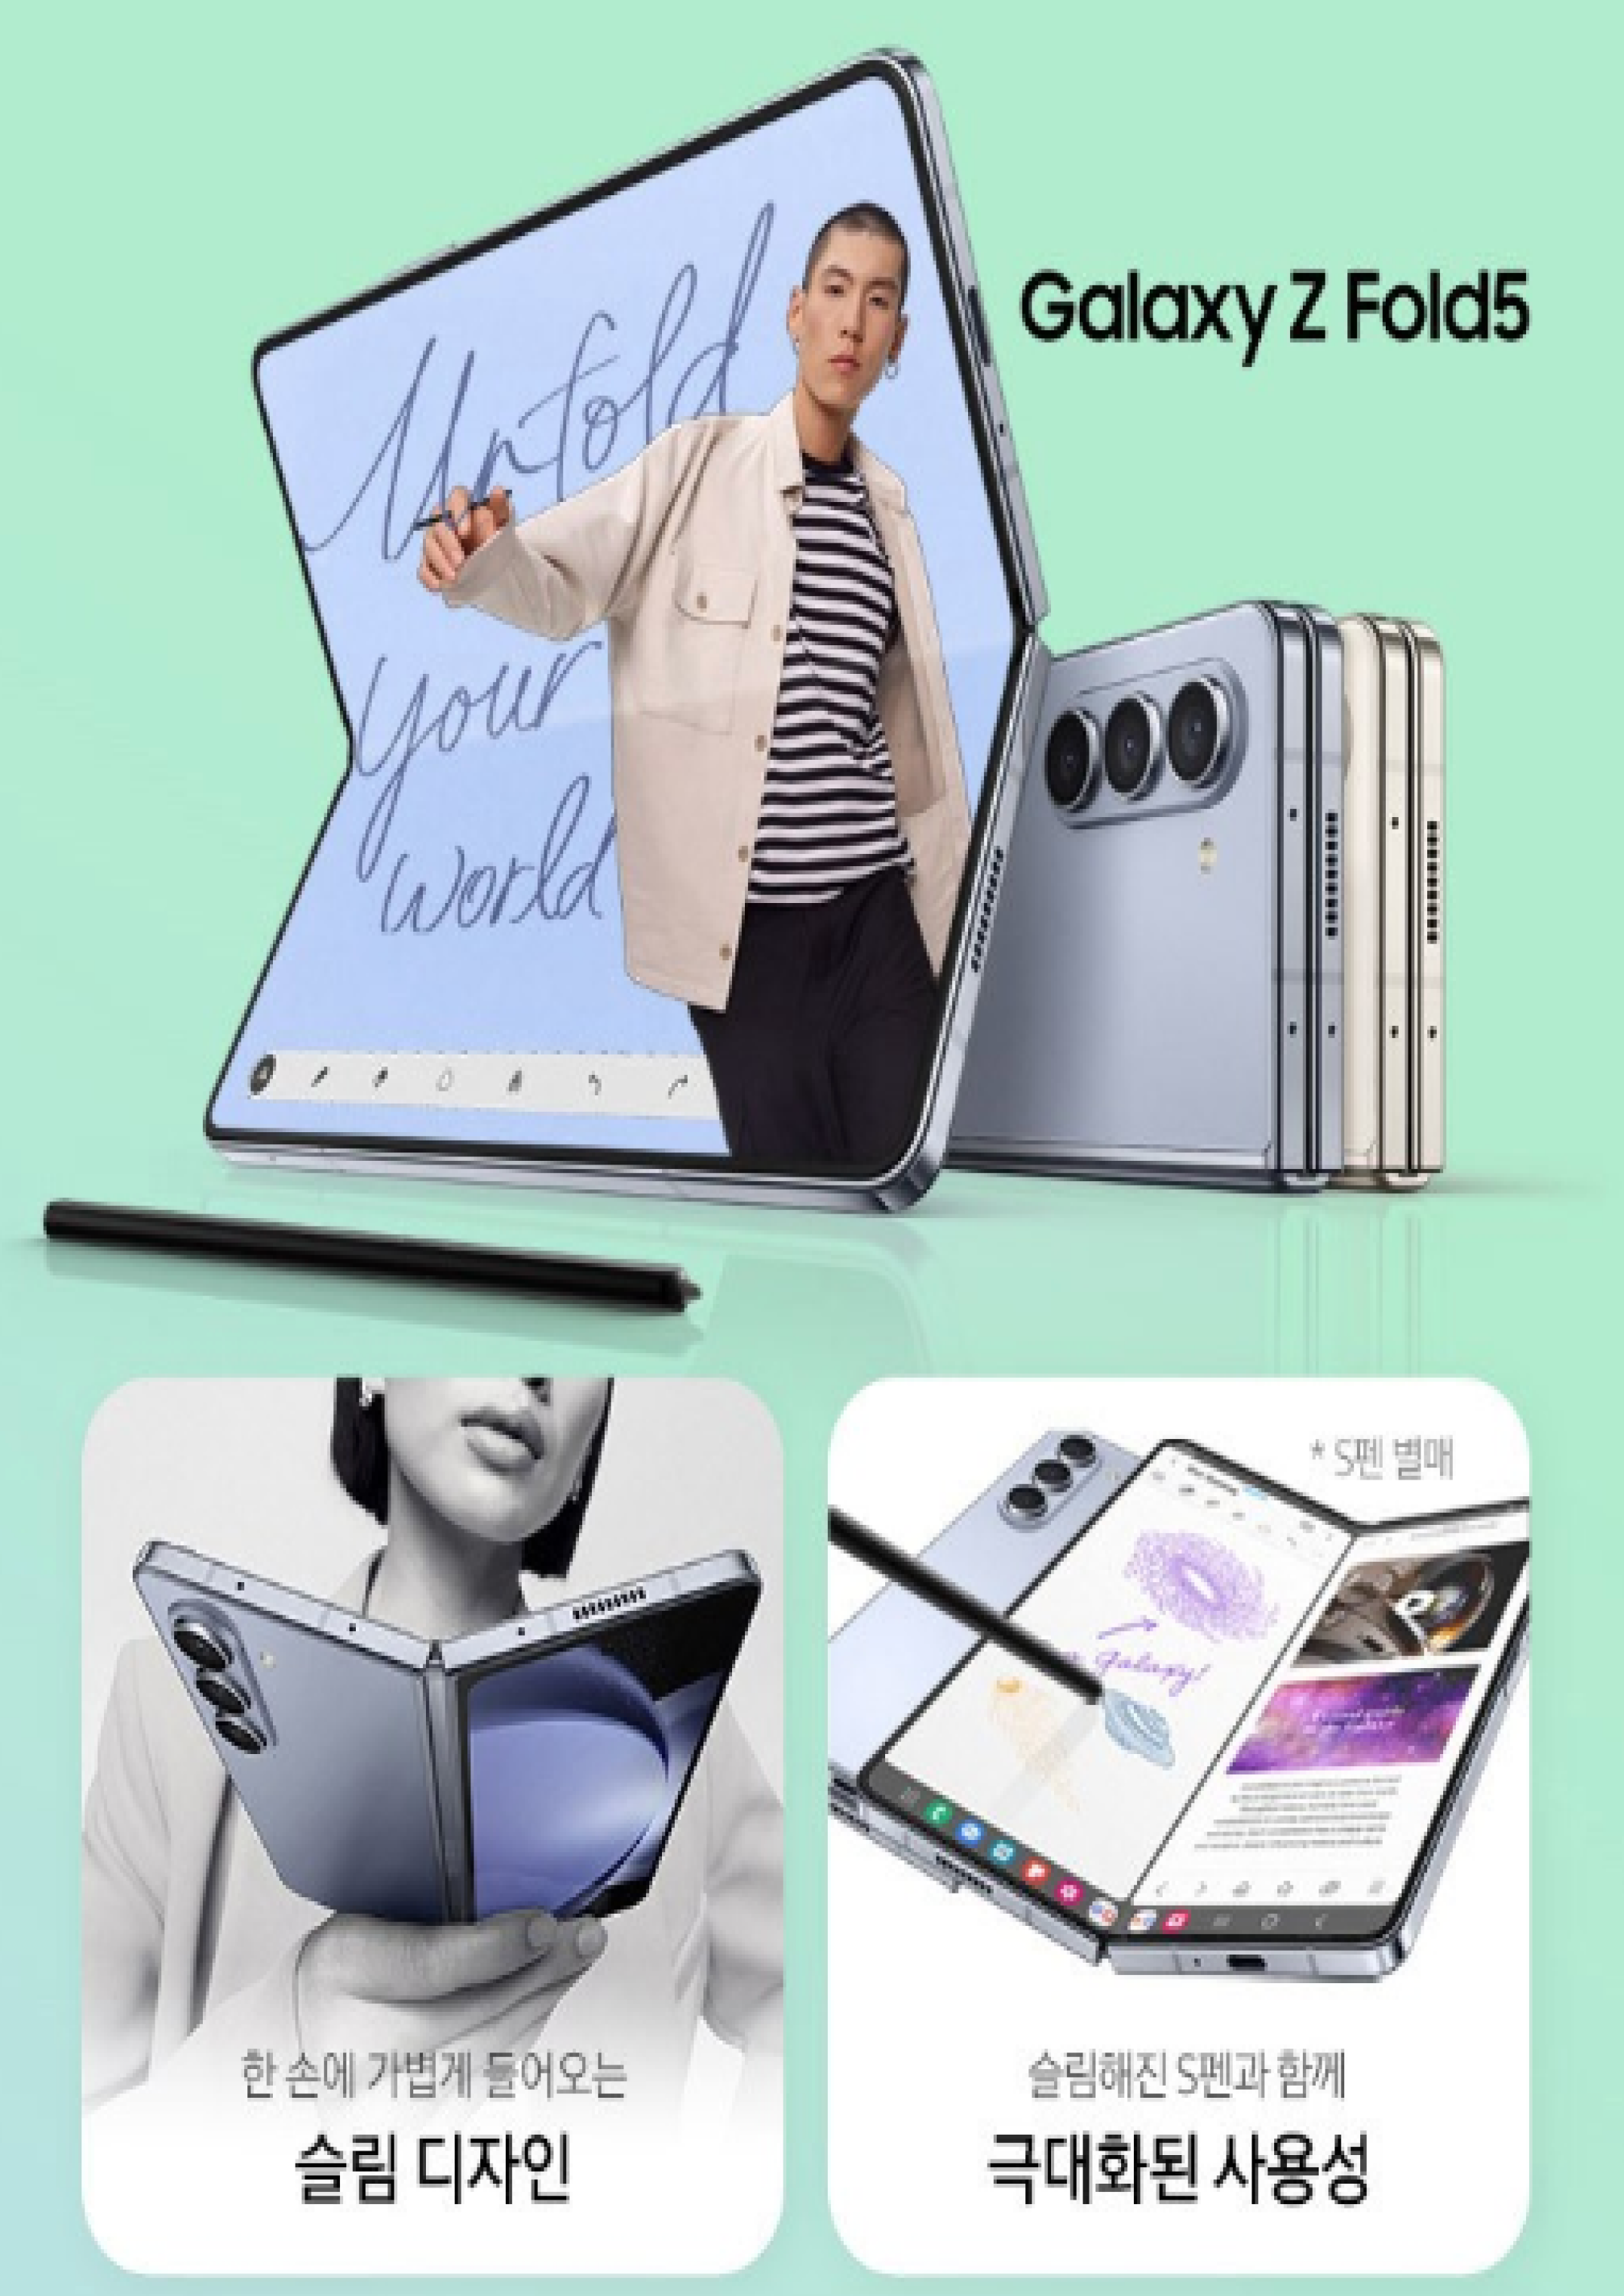 Galaxy Z Fold5
Unfold
your
world
* S펜 별매
Galaxy!
한 손에 가볍게 들어오는
슬림 디자인
슬림해진 S펜과 함께
극대화된 사용성